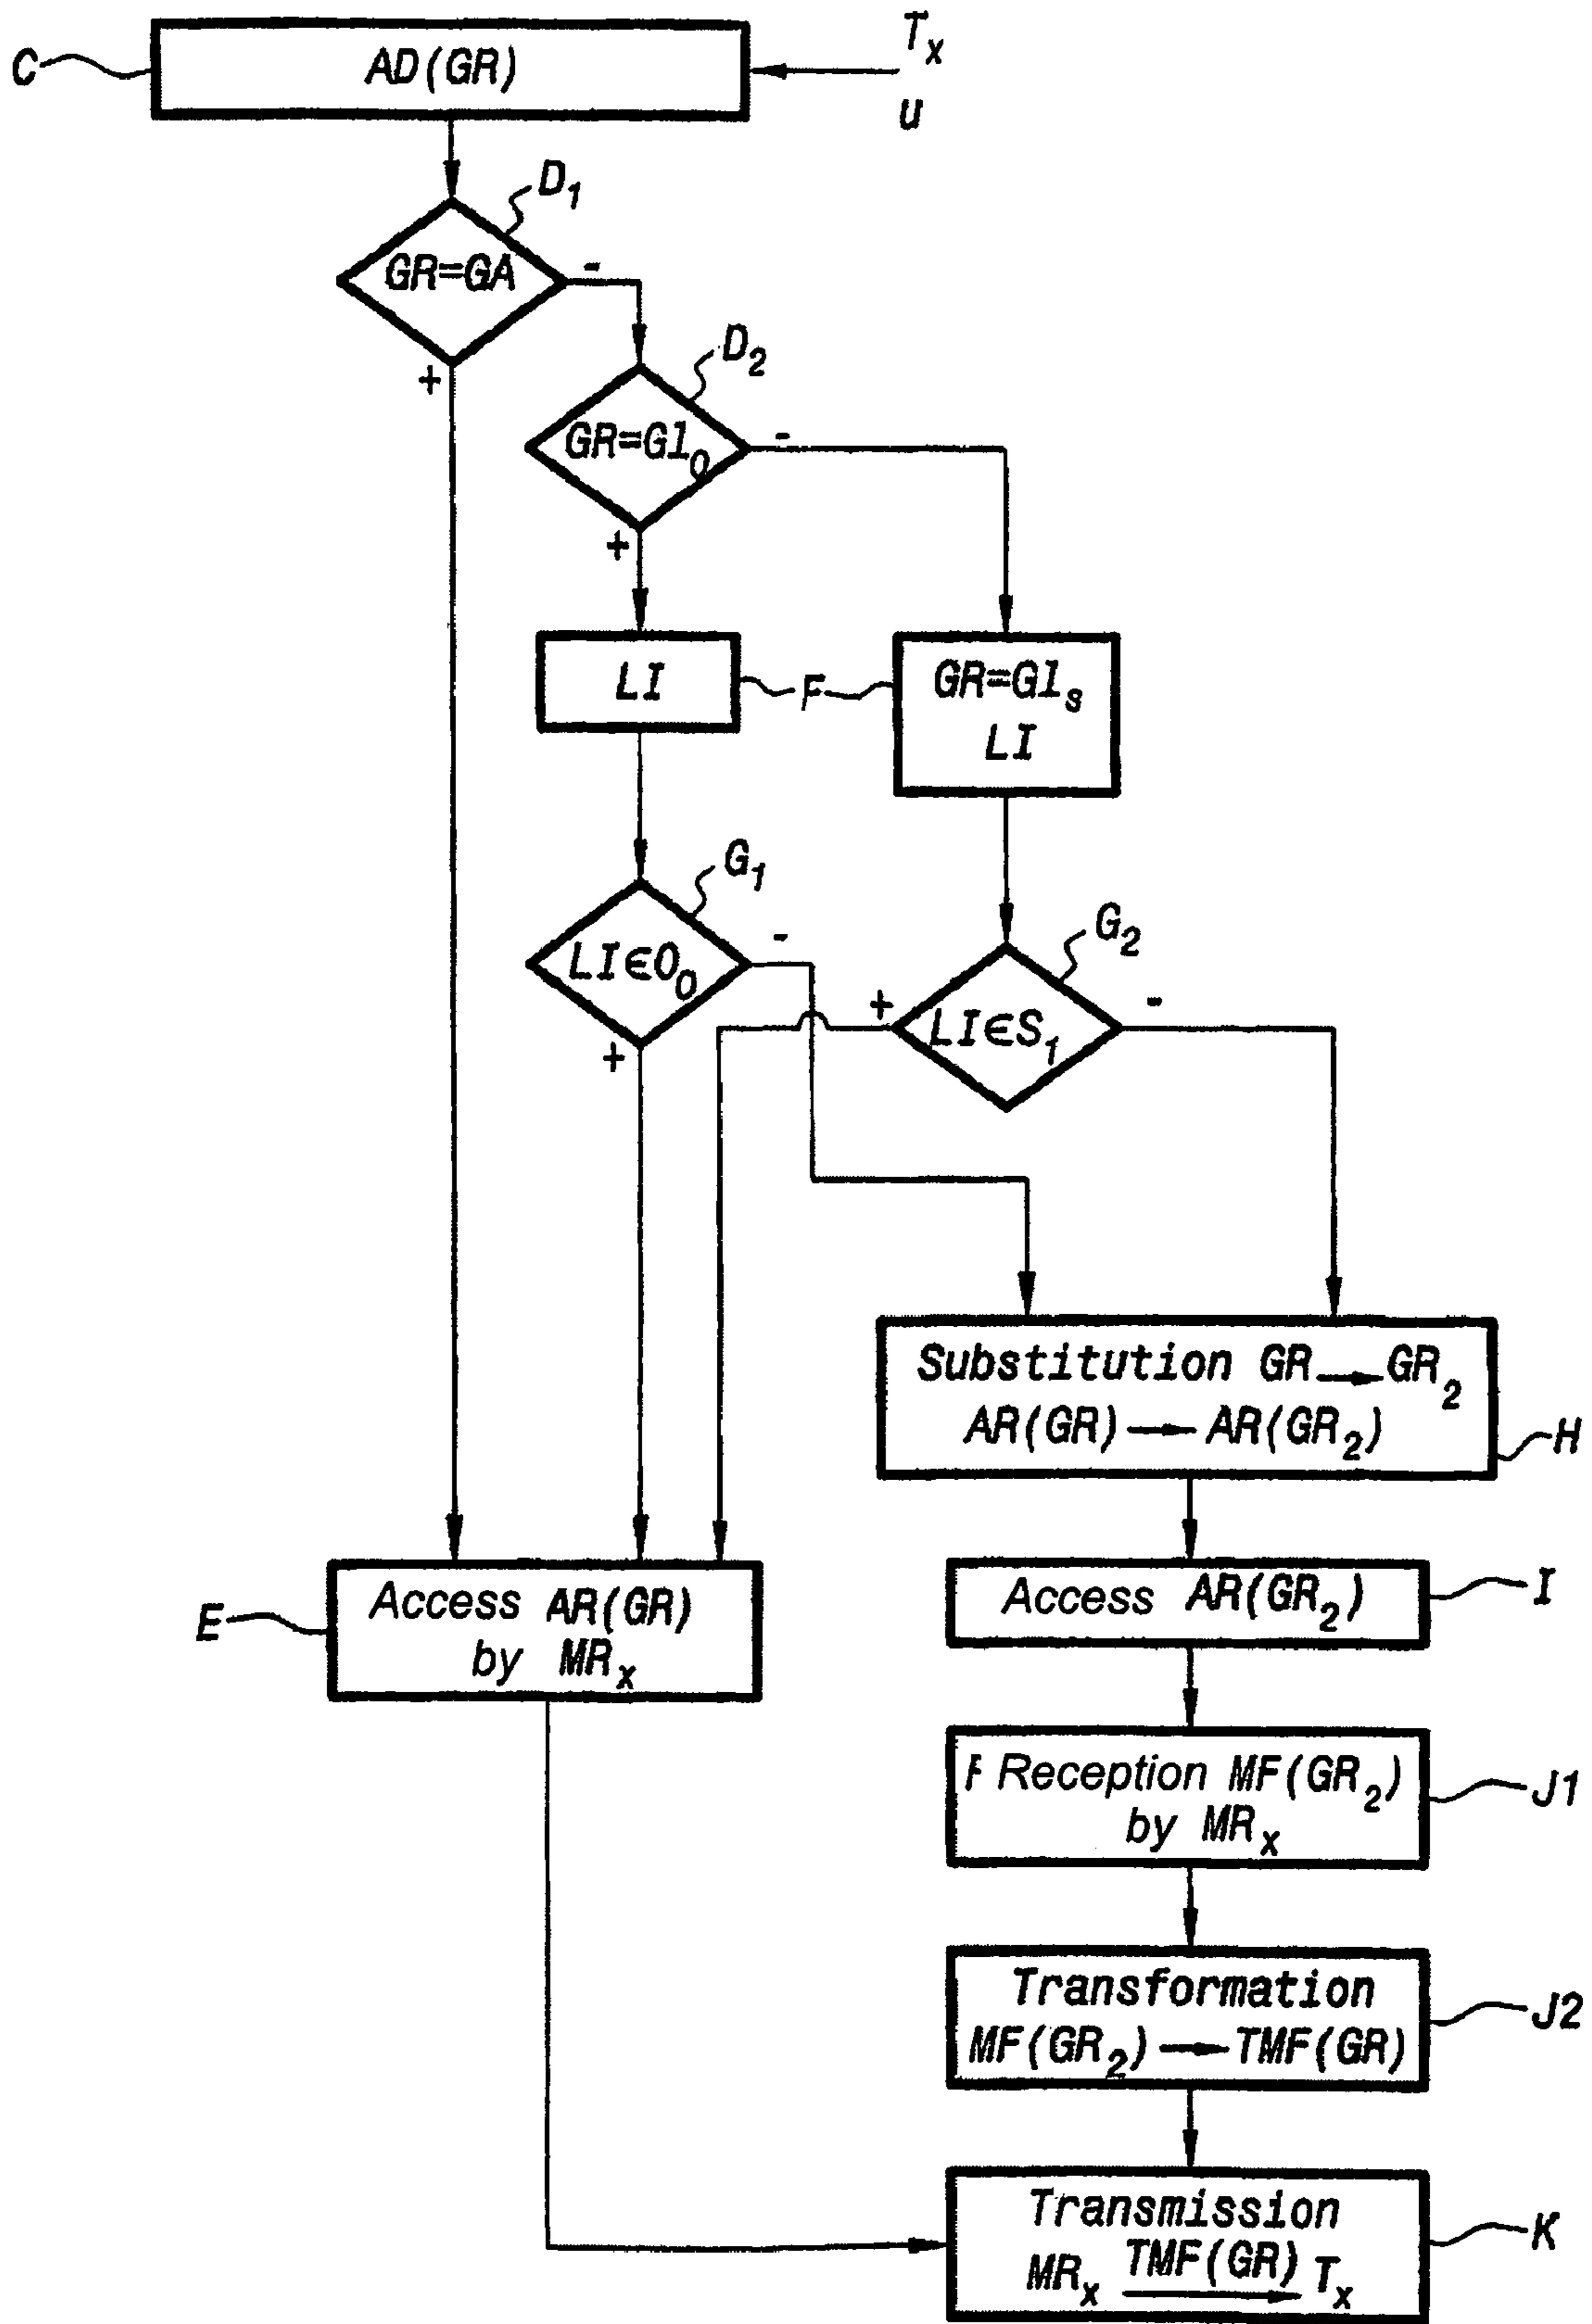 C
AD(GR)
Tx
u
D1
GR=GA
-
+
D2
GR=Gl0
-
+
LI
F
GR=Gls
LI
G1
LI∈O0
-
+
G2
LI∈S1
+
-
Substitution GR→GR2
AR(GR)→AR(GR2)
H
E
Access AR(GR)
by MRx
Access AR(GR2)
I
Reception MF(GR2)
by MRx
J1
Transformation
MF(GR2)→TMF(GR)
J2
Transmission
MRx TMF(GR)→ Tx
K